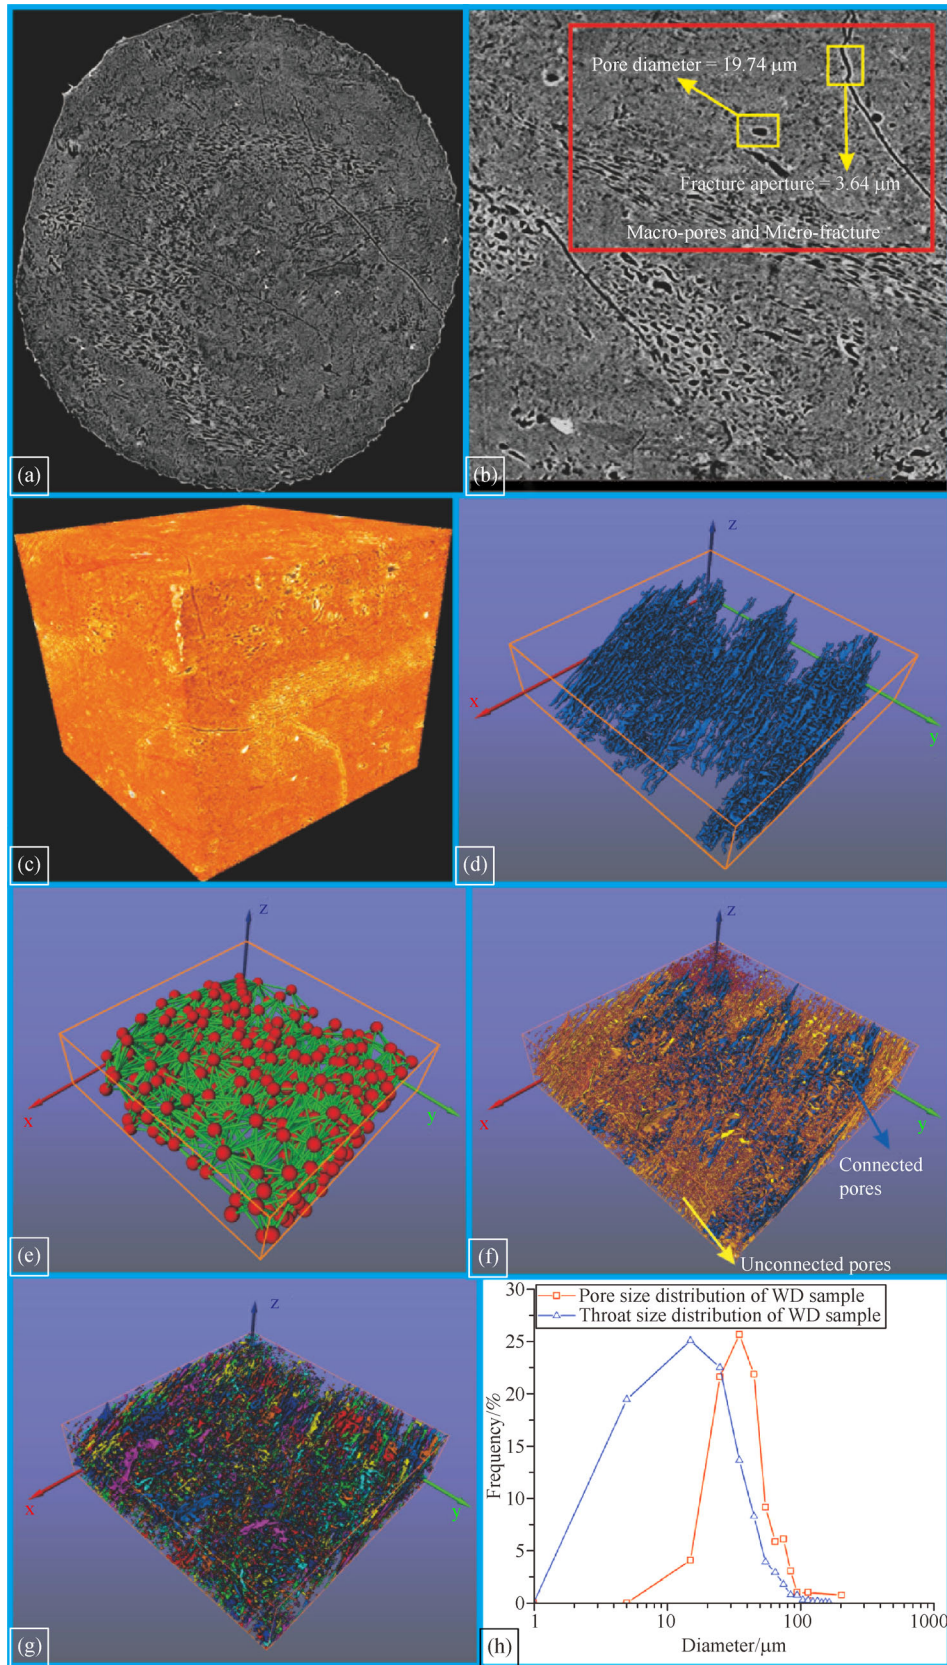 (a)
Pore diameter = 19.74 μm
Fracture aperture = 3.64 μm
Macro-pores and Micro-fracture
(b)
(c)
z
x
y
(d)
z
x
y
(e)
z
x
y
Connected
pores
Unconnected pores
(f)
z
x
y
(g)
Pore size distribution of WD sample
Throat size distribution of WD sample
30
25
20
15
10
5
0
Frequency/%
1
10
100
1000
Diameter/μm
(h)